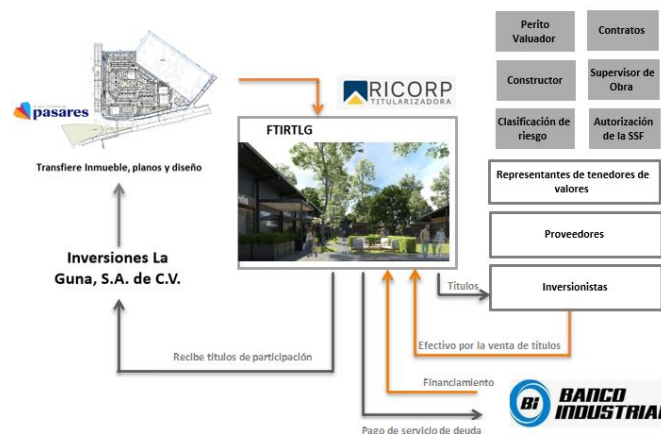 pasares
Transfiere Inmueble, planos y diseño
Inversiones La
Guna, S.A. de C.V.
RICORP
TITULARIZADORA
FTIRTLG
Perito
Valuador
Contratos
Constructor
Supervisor de
Obra
Clasificación de
riesgo
Autorización
de la SSF
Representantes de tenedores de
valores
Proveedores
Inversionistas
Títulos
Efectivo por la venta de títulos
Recibe títulos de participación
Financiamiento
Bi BANCO
INDUSTRIAL
Pago de servicio de deuda